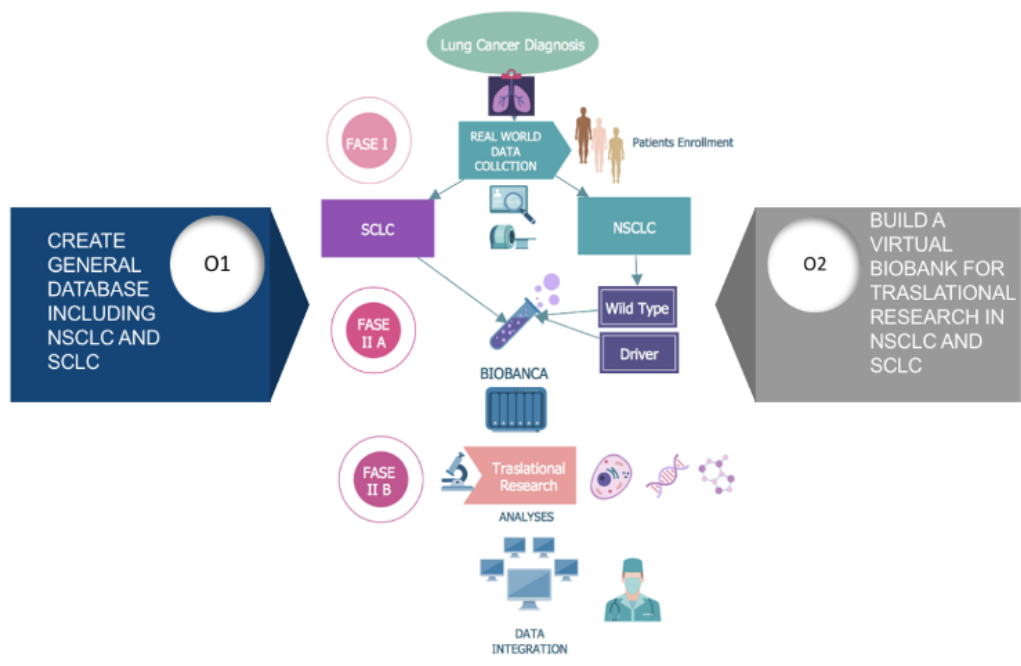 Lung Cancer Diagnosis
FASE I
REAL WORLD
DATA
COLLCTION
Patients Enrollment
SCLC
NSCLC
CREATE
GENERAL
DATABASE
INCLUDING
NSCLC AND
SCLC
O1
O2
BUILD A
VIRTUAL
BIOBANK FOR
TRASLATIONAL
RESEARCH IN
NSCLC AND
SCLC
FASE
II A
Wild Type
Driver
BIOBANCA
FASE
II B
Traslational
Research
ANALYSES
DATA
INTEGRATION